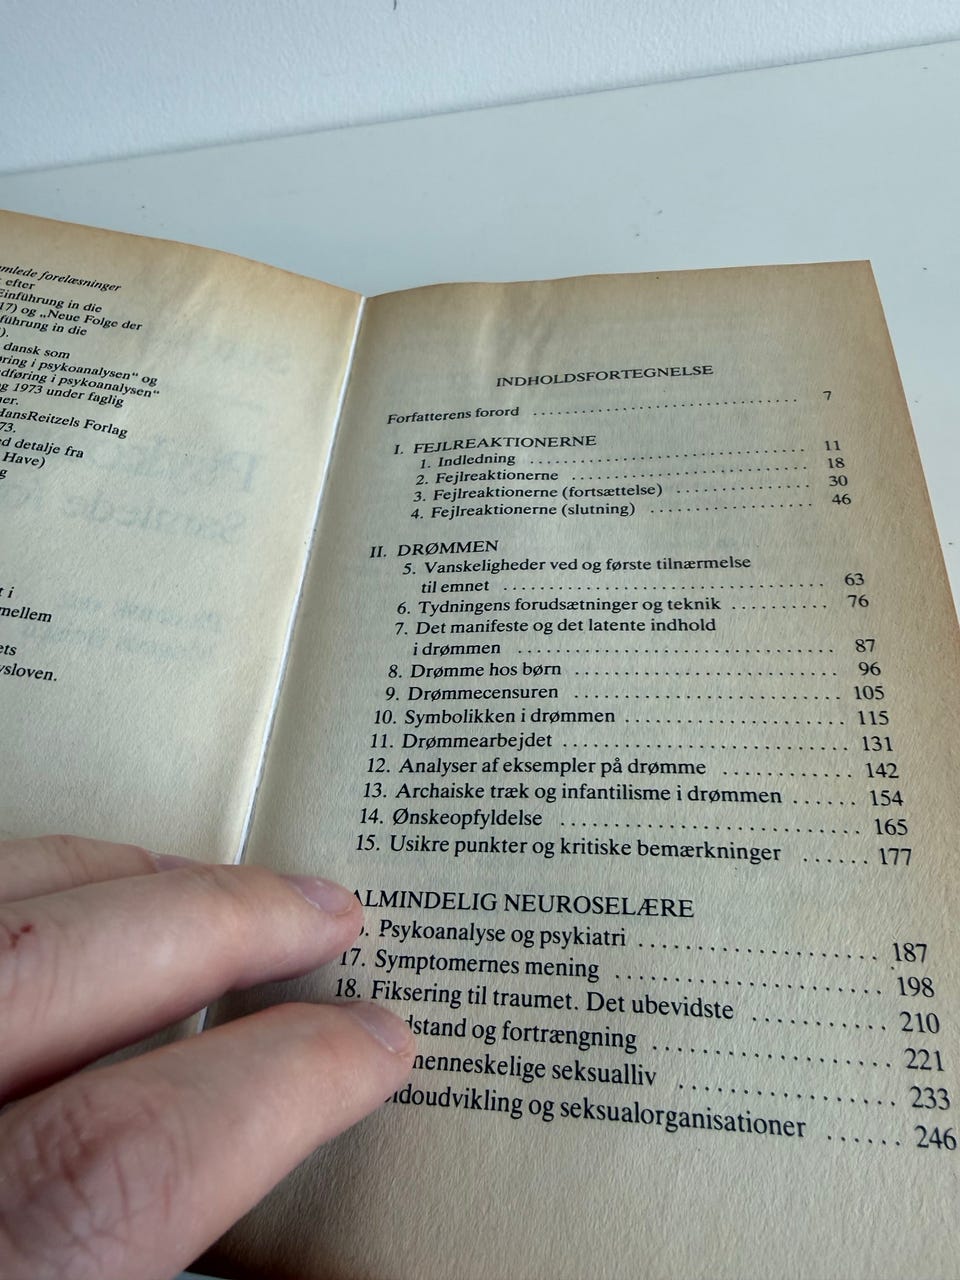 mlede forelæsninger
efter
Einführung in die
17) og „Neue Folge der
führung in die
).
dansk som
ring i psykoanalysen“ og
dføring i psykoanalysen“
g 1973 under faglig
ner.
HansReitzels Forlag
73.
d detalje fra
Have)
g
t i
mellem
ets
vsloven.
INDHOLDSFORTEGNELSE
Forfatterens forord .......... 7
I. FEJLREAKTIONERNE
1. Indledning .......... 11
2. Fejlreaktionerne .......... 18
3. Fejlreaktionerne (fortsættelse) .......... 30
4. Fejlreaktionerne (slutning) .......... 46
II. DRØMMEN
5. Vanskeligheder ved og første tilnærmelse
til emnet .......... 63
6. Tydningens forudsætninger og teknik .......... 76
7. Det manifeste og det latente indhold
i drømmen .......... 87
8. Drømme hos børn .......... 96
9. Drømmecensuren .......... 105
10. Symbolikken i drømmen .......... 115
11. Drømmearbejdet .......... 131
12. Analyser af eksempler på drømme .......... 142
13. Archaiske træk og infantilisme i drømmen ...... 154
14. Ønskeopfyldelse .......... 165
15. Usikre punkter og kritiske bemærkninger ...... 177
ALMINDELIG NEUROSELÆRE
. Psykoanalyse og psykiatri .......... 187
17. Symptomernes mening .......... 198
18. Fiksering til traumet. Det ubevidste .......... 210
dstand og fortrængning .......... 221
menneskelige seksualliv .......... 233
idoudvikling og seksualorganisationer ...... 246